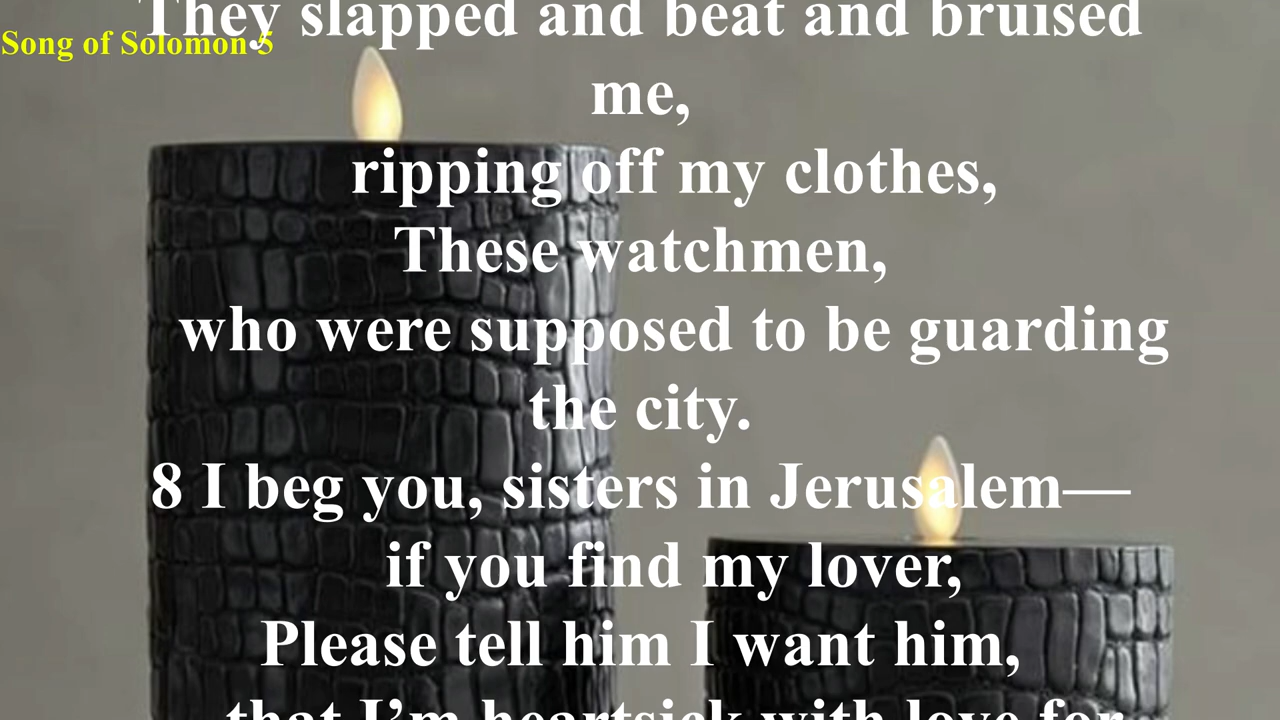 They slapped and beat and bruised
Song of Solomon 5
me,
ripping off my clothes,
These watchmen,
who were supposed to be guarding
the city.
8 I beg you, sisters in Jerusalem—
if you find my lover,
Please tell him I want him,
that I’m heartsick with love for